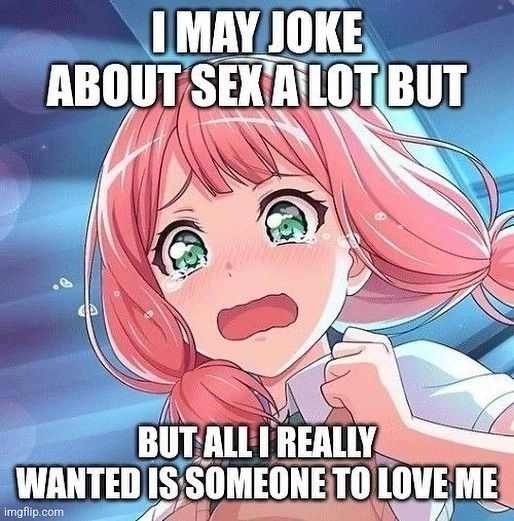 I MAY JOKE
ABOUT SEX A LOT BUT
BUT ALL I REALLY
WANTED IS SOMEONE TO LOVE ME
imgflip.com